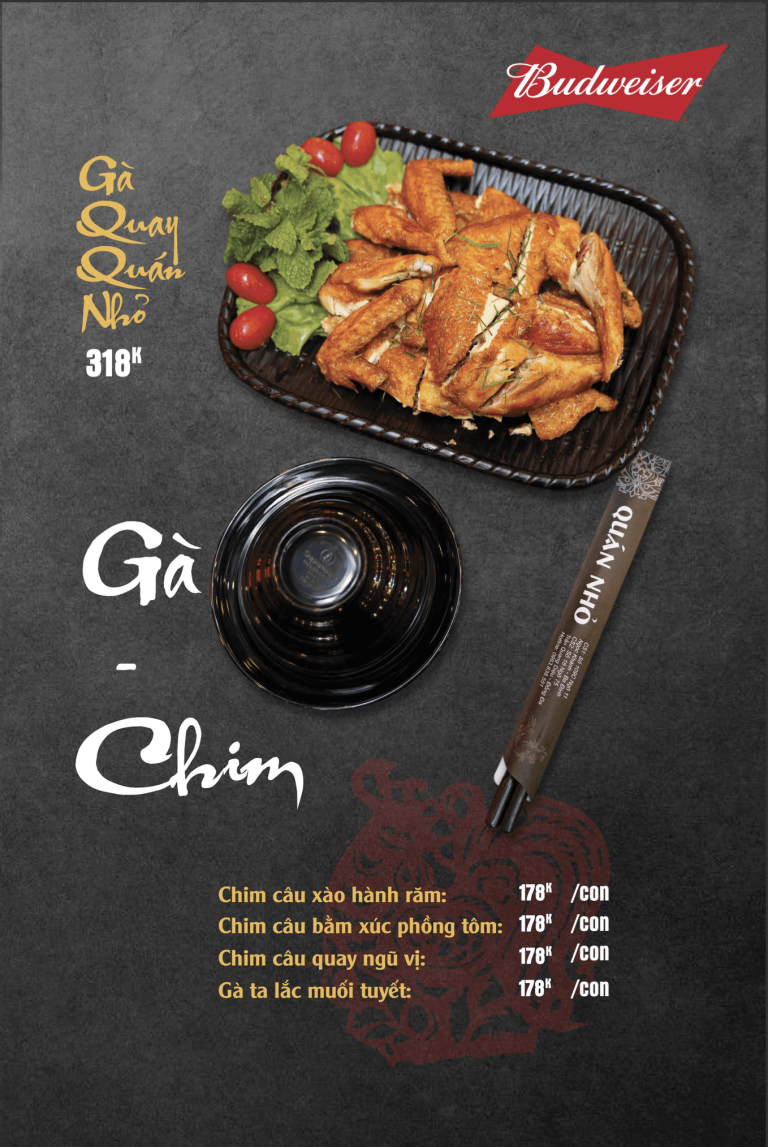 Budweiser
Gà
Quay
Quán
Nhỏ
318K
QUÁN NHỎ
Gà
-
Chim
Chim câu xào hành răm: 178K /con
Chim câu bằm xúc phồng tôm: 178K /con
Chim câu quay ngũ vị: 178K /con
Gà ta lắc muối tuyết: 178K /con